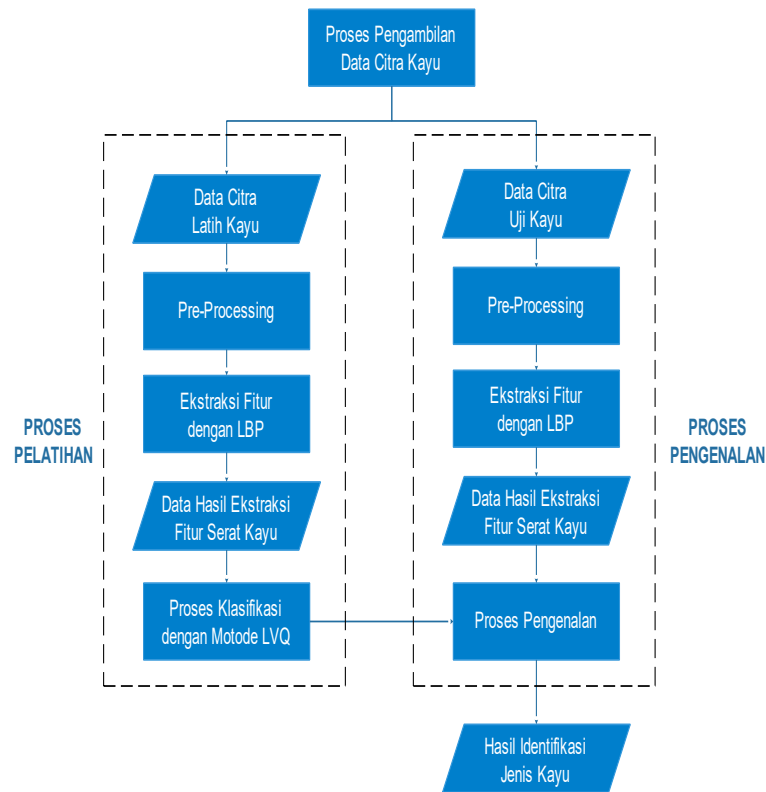 Proses Pengambilan
Data Citra Kayu
PROSES
PELATIHAN
Data Citra
Latih Kayu
Pre-Processing
Ekstraksi Fitur
dengan LBP
Data Hasil Ekstraksi
Fitur Serat Kayu
Proses Klasifikasi
dengan Motode LVQ
Data Citra
Uji Kayu
Pre-Processing
Ekstraksi Fitur
dengan LBP
Data Hasil Ekstraksi
Fitur Serat Kayu
Proses Pengenalan
PROSES
PENGENALAN
Hasil Identifikasi
Jenis Kayu